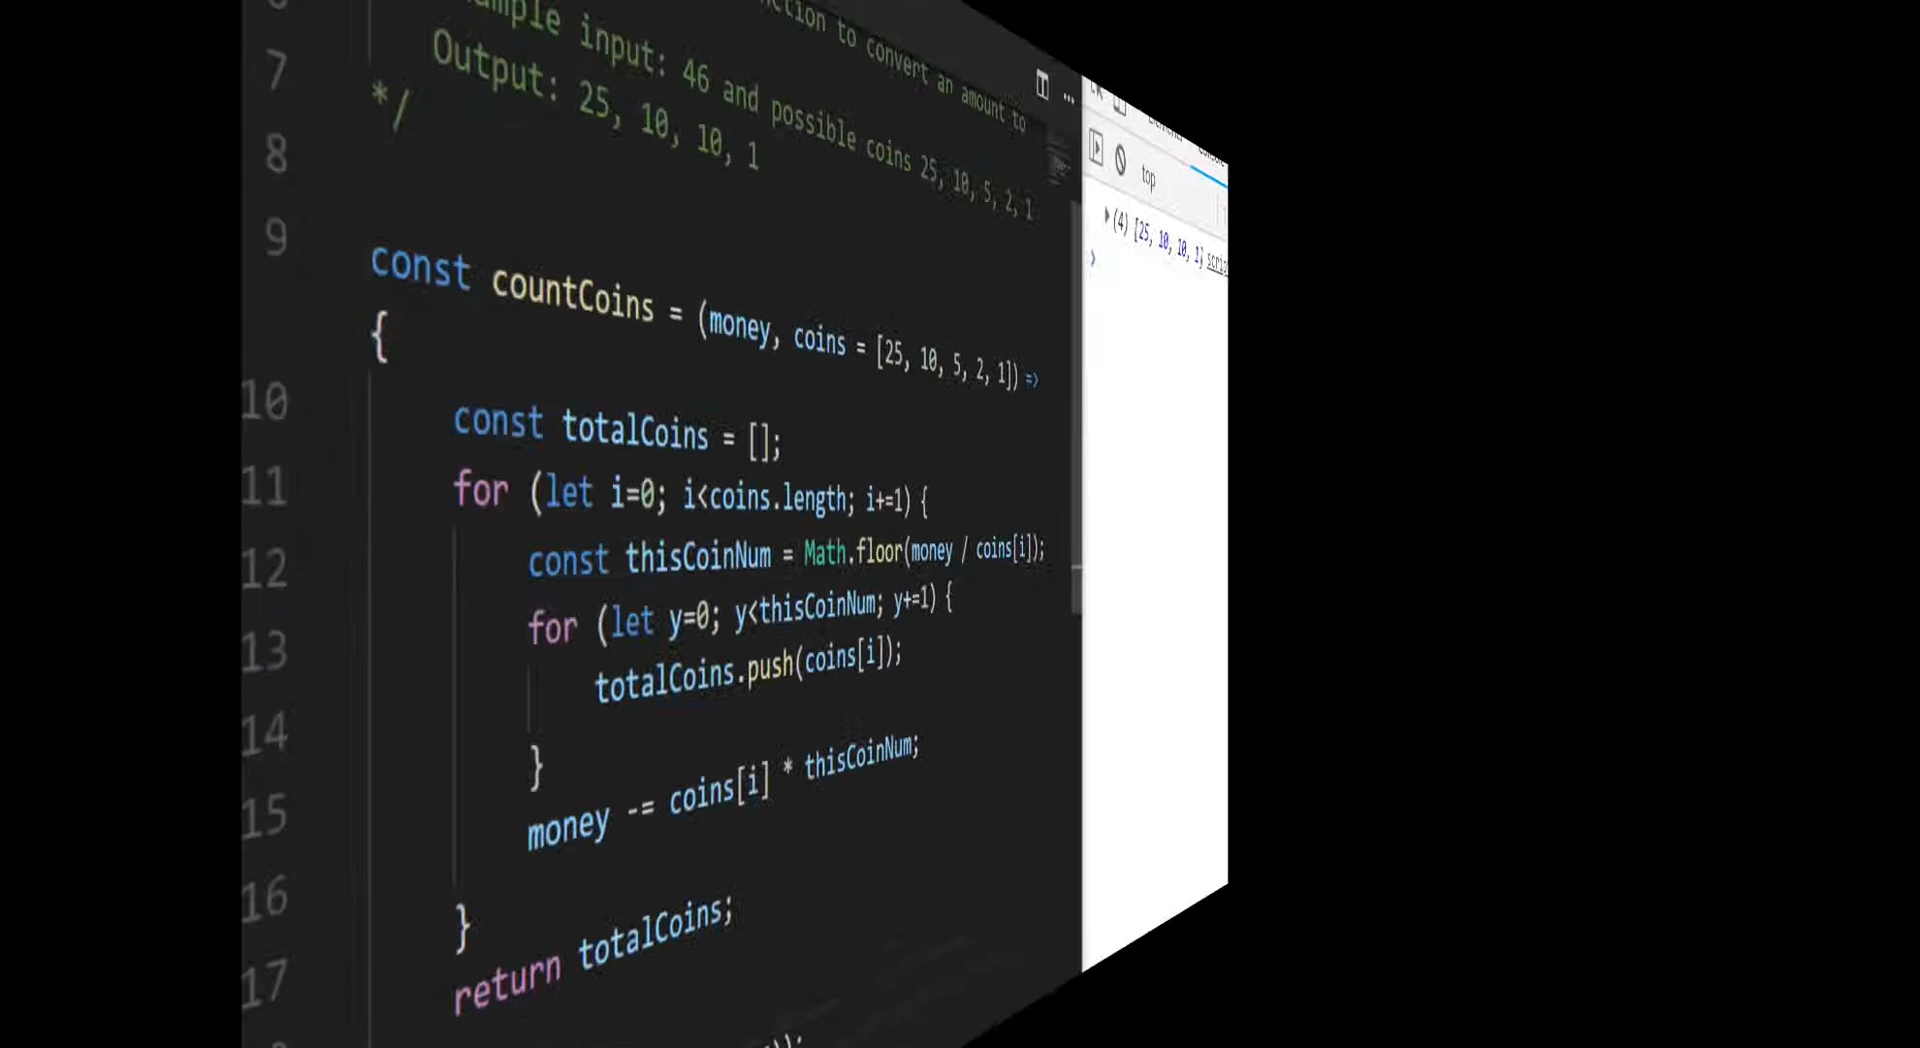 ction to convert an amount to
mple input: 46 and possible coins 25, 10, 5, 2, 1
7 Output: 25, 10, 10, 1
8 */
9
const countCoins = (money, coins = [25, 10, 5, 2, 1]) =>
{
10 const totalCoins = [];
11 for (let i=0; i<coins.length; i+=1) {
12 const thisCoinNum = Math.floor(money / coins[i]);
13 for (let y=0; y<thisCoinNum; y+=1) {
14 totalCoins.push(coins[i]);
15 }
16 money -= coins[i] * thisCoinNum;
17 }
return totalCoins;
top
(4) [25, 10, 10, 1]